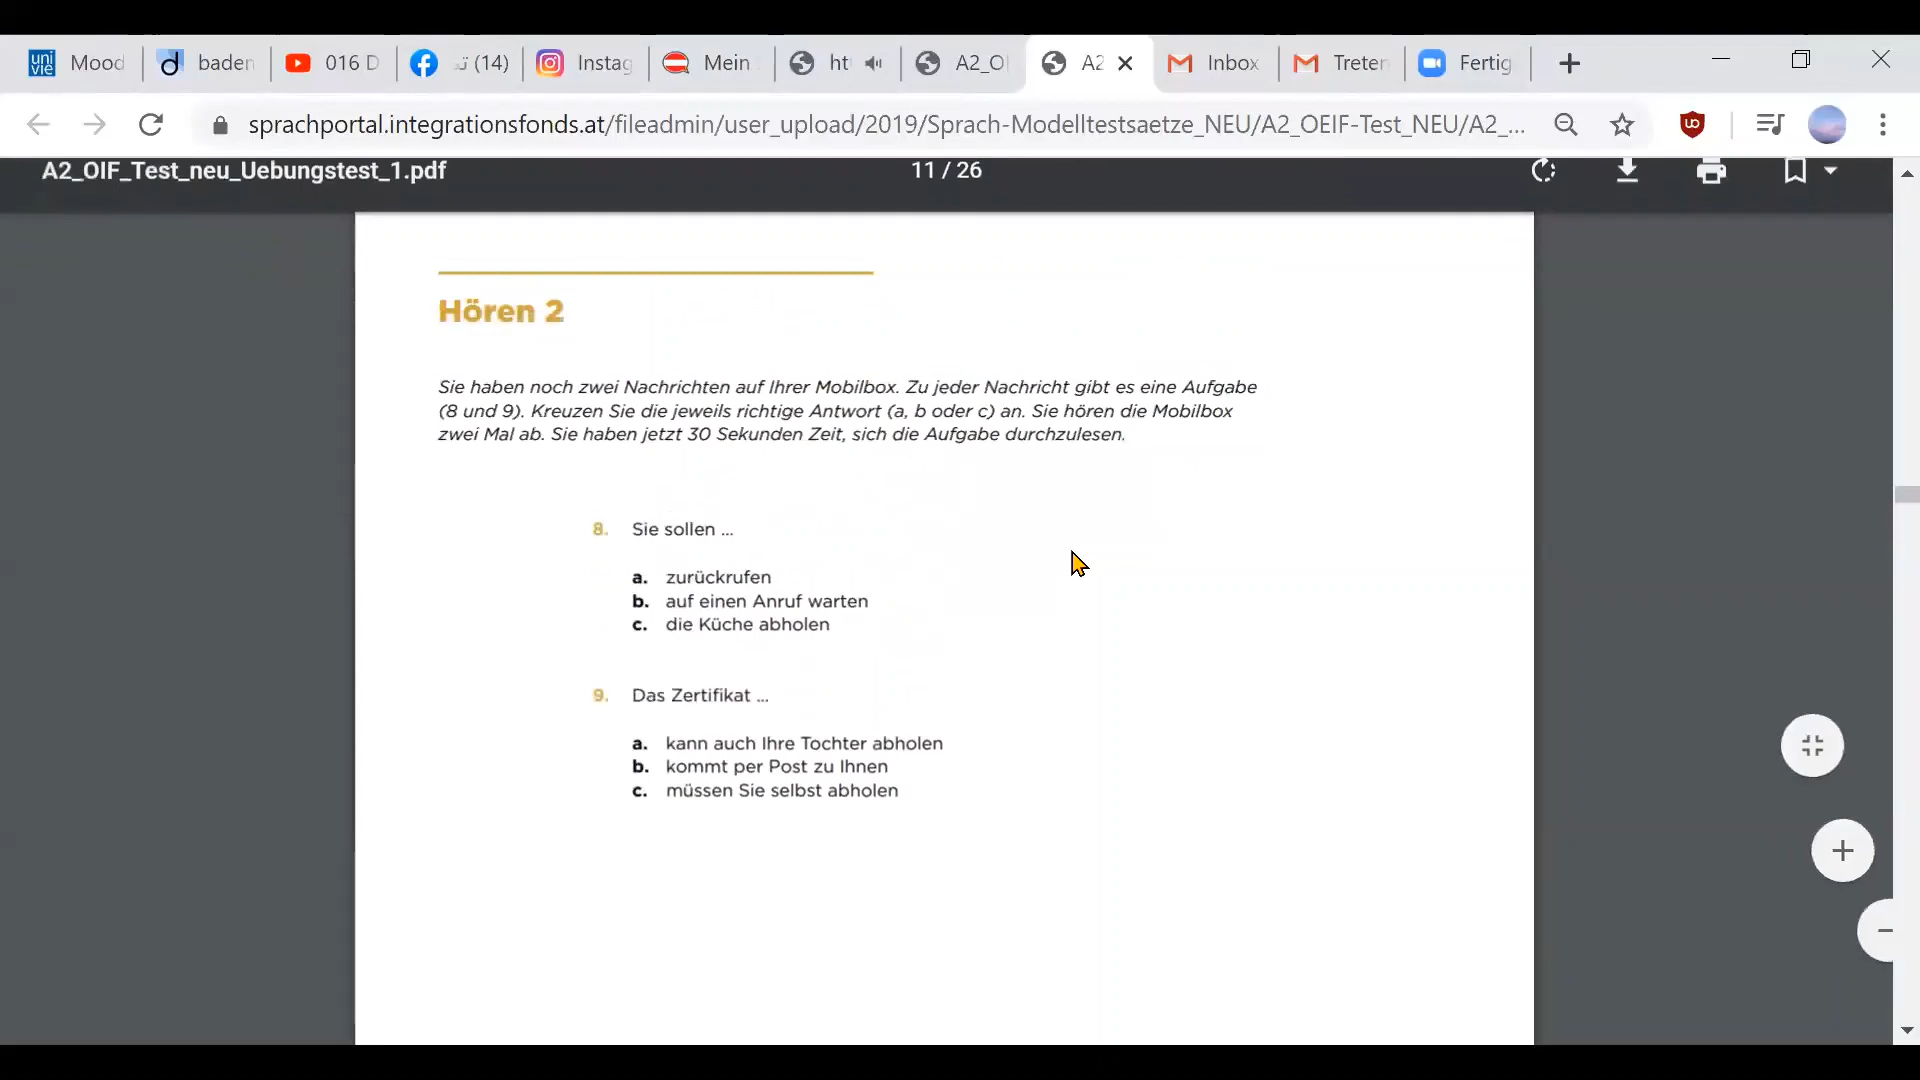 Mood
baden
016 D
(14)
Instag
Mein
ht
A2_O
A2
Inbox
Treten
Fertig
sprachportal.integrationsfonds.at/fileadmin/user_upload/2019/Sprach-Modelltestsaetze_NEU/A2_OEIF-Test_NEU/A2_...
A2_OIF_Test_neu_Uebungstest_1.pdf
11 / 26
Hören 2
Sie haben noch zwei Nachrichten auf Ihrer Mobilbox. Zu jeder Nachricht gibt es eine Aufgabe
(8 und 9). Kreuzen Sie die jeweils richtige Antwort (a, b oder c) an. Sie hören die Mobilbox
zwei Mal ab. Sie haben jetzt 30 Sekunden Zeit, sich die Aufgabe durchzulesen.
8. Sie sollen ...
a. zurückrufen
b. auf einen Anruf warten
c. die Küche abholen
9. Das Zertifikat ...
a. kann auch Ihre Tochter abholen
b. kommt per Post zu Ihnen
c. müssen Sie selbst abholen